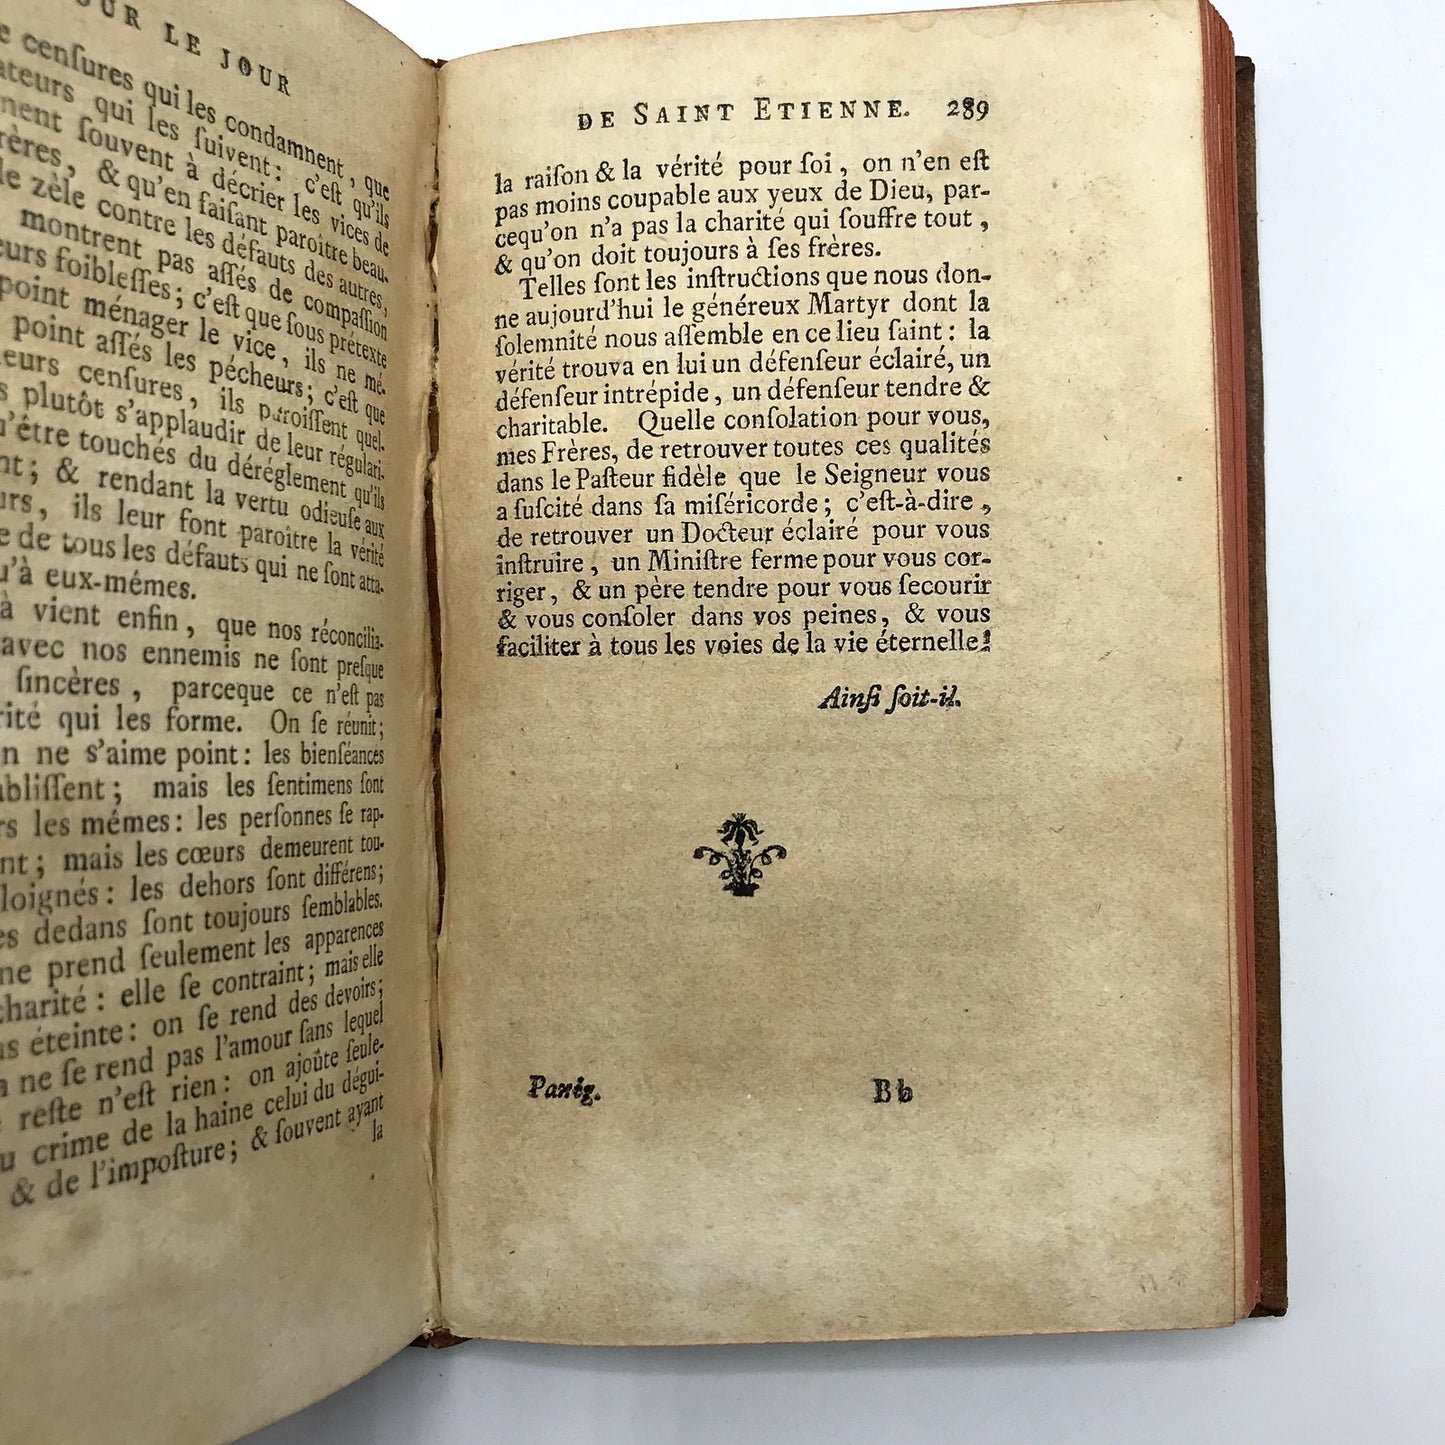 OUR LE JOUR
cenſures qui les condamnent, que
qui les ſuivent: c'eſt qu'ils
ſouvent à décrier les vices de
& qu'en faiſant paroître beau-
zèle contre les défauts des autres,
montrent pas aſſés de compaſſion
foibleſſes; c'eſt que ſous prétexte
point ménager le vice, ils ne mé-
point aſſés les pécheurs; c'eſt que
cenſures, ils paroiſſent quel-
plutôt s'applaudir de leur régulari-
qu'être touchés du déréglement qu'ils
; & rendant la vertu odieuſe aux
, ils leur font paroître la vérité
de tous les défauts qui ne ſont atta-
qu'à eux-mémes.
à vient enfin, que nos réconcilia-
avec nos ennemis ne ſont preſque
ſincères, parceque ce n'eſt pas
qui les forme. On ſe réunit;
ne s'aime point: les bienſéances
; mais les ſentimens ſont
les mémes: les perſonnes ſe rap-
; mais les cœurs demeurent tou-
: les dehors ſont différens;
dedans ſont toujours ſemblables.
ne prend ſeulement les apparences
charité: elle ſe contraint; mais elle
éteinte: on ſe rend des devoirs;
ne ſe rend pas l'amour ſans lequel
reſte n'eſt rien: on ajoûte ſeule-
crime de la haine celui du dégui-
& de l'impoſture; & ſouvent ayant
la
DE SAINT ETIENNE. 289
la raiſon & la vérité pour ſoi, on n'en eſt
pas moins coupable aux yeux de Dieu, par-
cequ'on n'a pas la charité qui ſouffre tout,
& qu'on doit toujours à ſes frères.
Telles ſont les inſtructions que nous don-
ne aujourd'hui le généreux Martyr dont la
ſolemnité nous aſſemble en ce lieu ſaint: la
vérité trouva en lui un défenſeur éclairé, un
défenſeur intrépide, un défenſeur tendre &
charitable. Quelle conſolation pour vous,
mes Frères, de retrouver toutes ces qualités
dans le Paſteur fidèle que le Seigneur vous
a ſuſcité dans ſa miſéricorde; c'eſt-à-dire,
de retrouver un Docteur éclairé pour vous
inſtruire, un Miniſtre ferme pour vous cor-
riger, & un père tendre pour vous ſecourir
& vous conſoler dans vos peines, & vous
faciliter à tous les voies de la vie éternelle!
Ainſi ſoit-il.
Panég. Bb